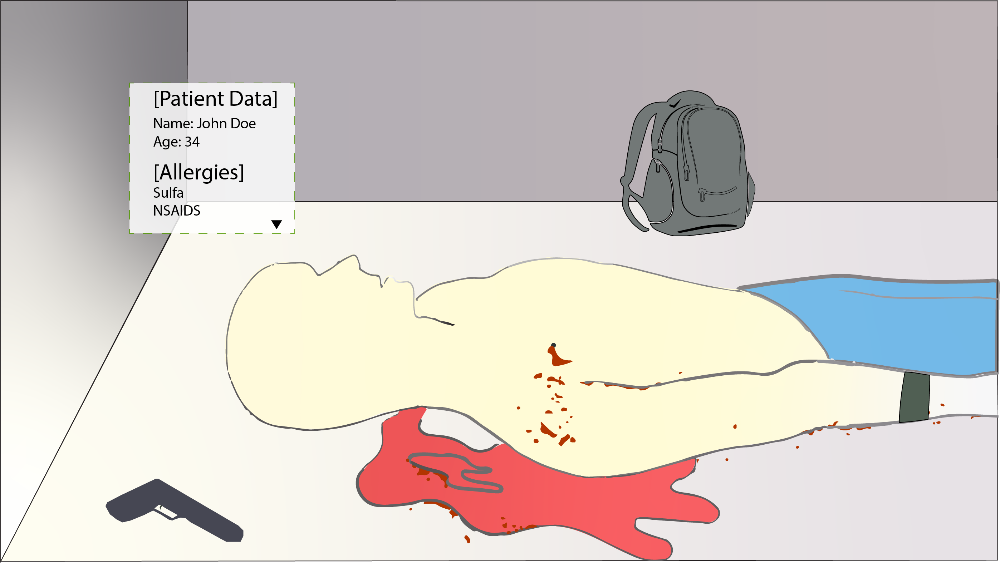 [Patient Data]
Name: John Doe
Age: 34
[Allergies]
Sulfa
NSAIDS